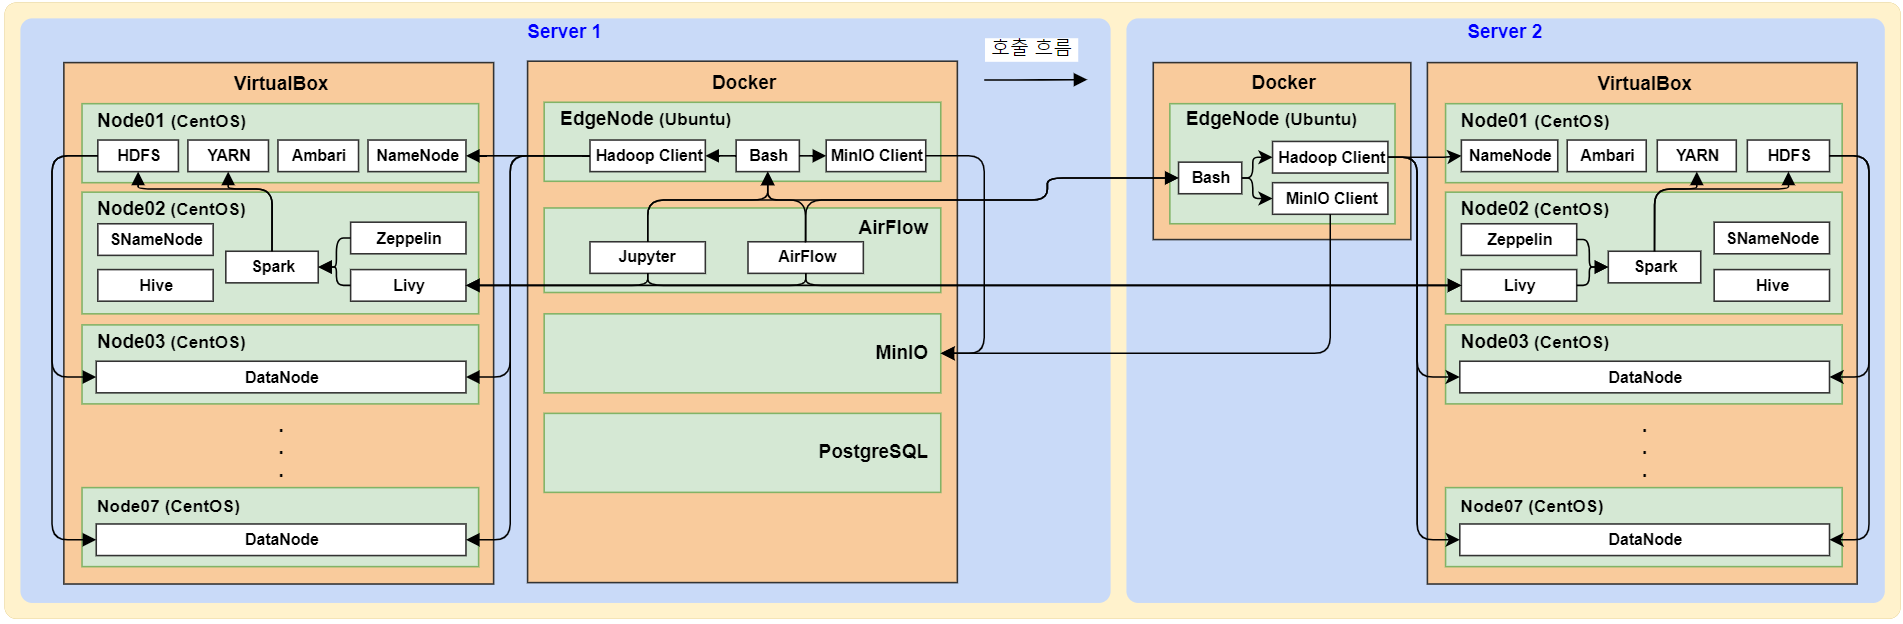 Server 1
호출 흐름
VirtualBox
Node01 (CentOS)
HDFS
YARN
Ambari
NameNode
Node02 (CentOS)
SNameNode
Zeppelin
Spark
Hive
Livy
Node03 (CentOS)
DataNode
.
.
.
Node07 (CentOS)
DataNode
Docker
EdgeNode (Ubuntu)
Hadoop Client
Bash
MinIO Client
AirFlow
Jupyter
AirFlow
MinIO
PostgreSQL
Server 2
Docker
EdgeNode (Ubuntu)
Bash
Hadoop Client
MinIO Client
VirtualBox
Node01 (CentOS)
NameNode
Ambari
YARN
HDFS
Node02 (CentOS)
Zeppelin
SNameNode
Spark
Livy
Hive
Node03 (CentOS)
DataNode
.
.
.
Node07 (CentOS)
DataNode